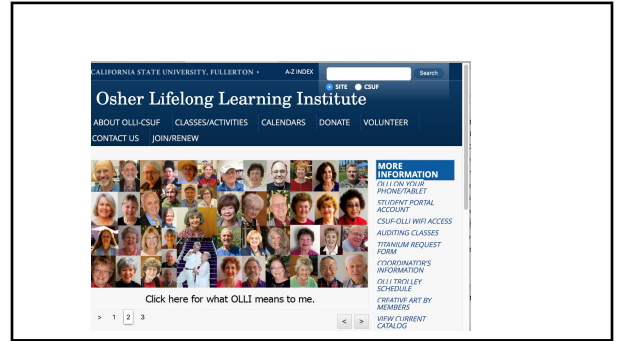 CALIFORNIA STATE UNIVERSITY, FULLERTON
A-Z INDEX
Search
SITE CSUF
Osher Lifelong Learning Institute
ABOUT OLLI-CSUF CLASSES/ACTIVITIES CALENDARS DONATE VOLUNTEER
CONTACT US JOIN/RENEW
MORE
INFORMATION
OLLI ON YOUR
PHONE/TABLET
STUDENT PORTAL
ACCOUNT
CSUF-OLLI WIFI ACCESS
AUDITING CLASSES
TITANIUM REQUEST
FORM
COORDINATOR'S
INFORMATION
OLLI TROLLEY
SCHEDULE
CREATIVE ART BY
MEMBERS
VIEW CURRENT
CATALOG
Click here for what OLLI means to me.
> 1 2 3
< >